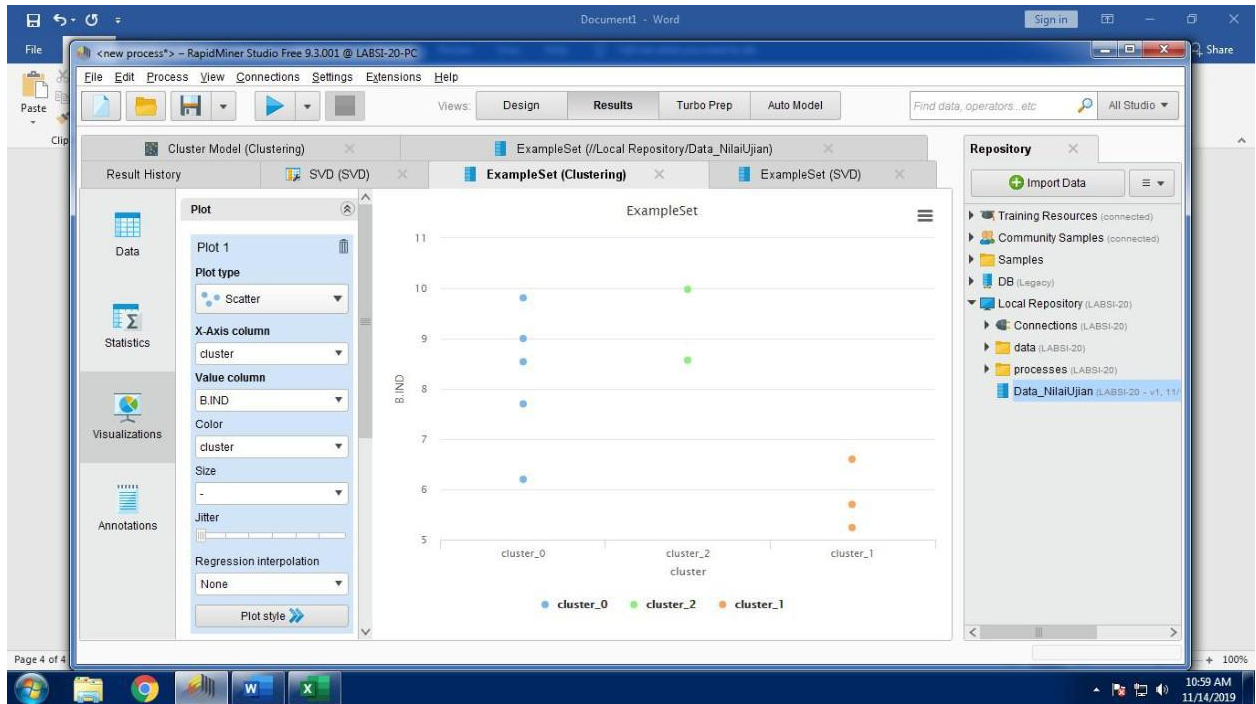 Document1 - Word
Sign in
File
Share
Paste
Clip
<new process*> – RapidMiner Studio Free 9.3.001 @ LABSI-20-PC
File Edit Process View Connections Settings Extensions Help
Views: Design Results Turbo Prep Auto Model
Find data, operators...etc
All Studio
Cluster Model (Clustering)
ExampleSet (//Local Repository/Data_NilaiUjian)
Result History
SVD (SVD)
ExampleSet (Clustering)
ExampleSet (SVD)
Data
Statistics
Visualizations
Annotations
Plot
Plot 1
Plot type
Scatter
X-Axis column
cluster
Value column
B.IND
Color
cluster
Size
-
Jitter
Regression interpolation
None
Plot style
ExampleSet
11
10
9
8
7
6
5
B.IND
cluster_0 cluster_2 cluster_1
cluster
cluster_0 cluster_2 cluster_1
Repository
Import Data
Training Resources (connected)
Community Samples (connected)
Samples
DB (Legacy)
Local Repository (LABSI-20)
Connections (LABSI-20)
data (LABSI-20)
processes (LABSI-20)
Data_NilaiUjian (LABSI-20 - v1, 11/
Page 4 of 4
100%
10:59 AM
11/14/2019